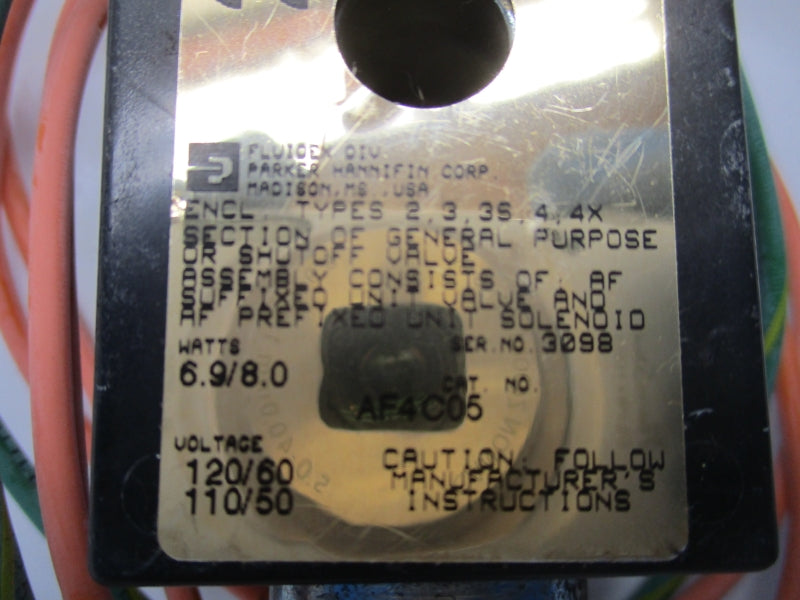 FLUIDEX DIV.
PARKER HANNIFIN CORP.
MADISON, MS. ,USA
ENCL. TYPES 2,3,3S,4,4X
SECTION OF GENERAL PURPOSE
OR SHUTOFF VALVE.
ASSEMBLY CONSISTS OF: AF
SUFFIXED UNIT VALVE AND
AF PREFIXED UNIT SOLENOID
WATTS
SER.NO. 3098
6.9/8.0
CAT. NO.
AF4C05
VOLTAGE
120/60
110/50
CAUTION: FOLLOW
MANUFACTURER'S
INSTRUCTIONS